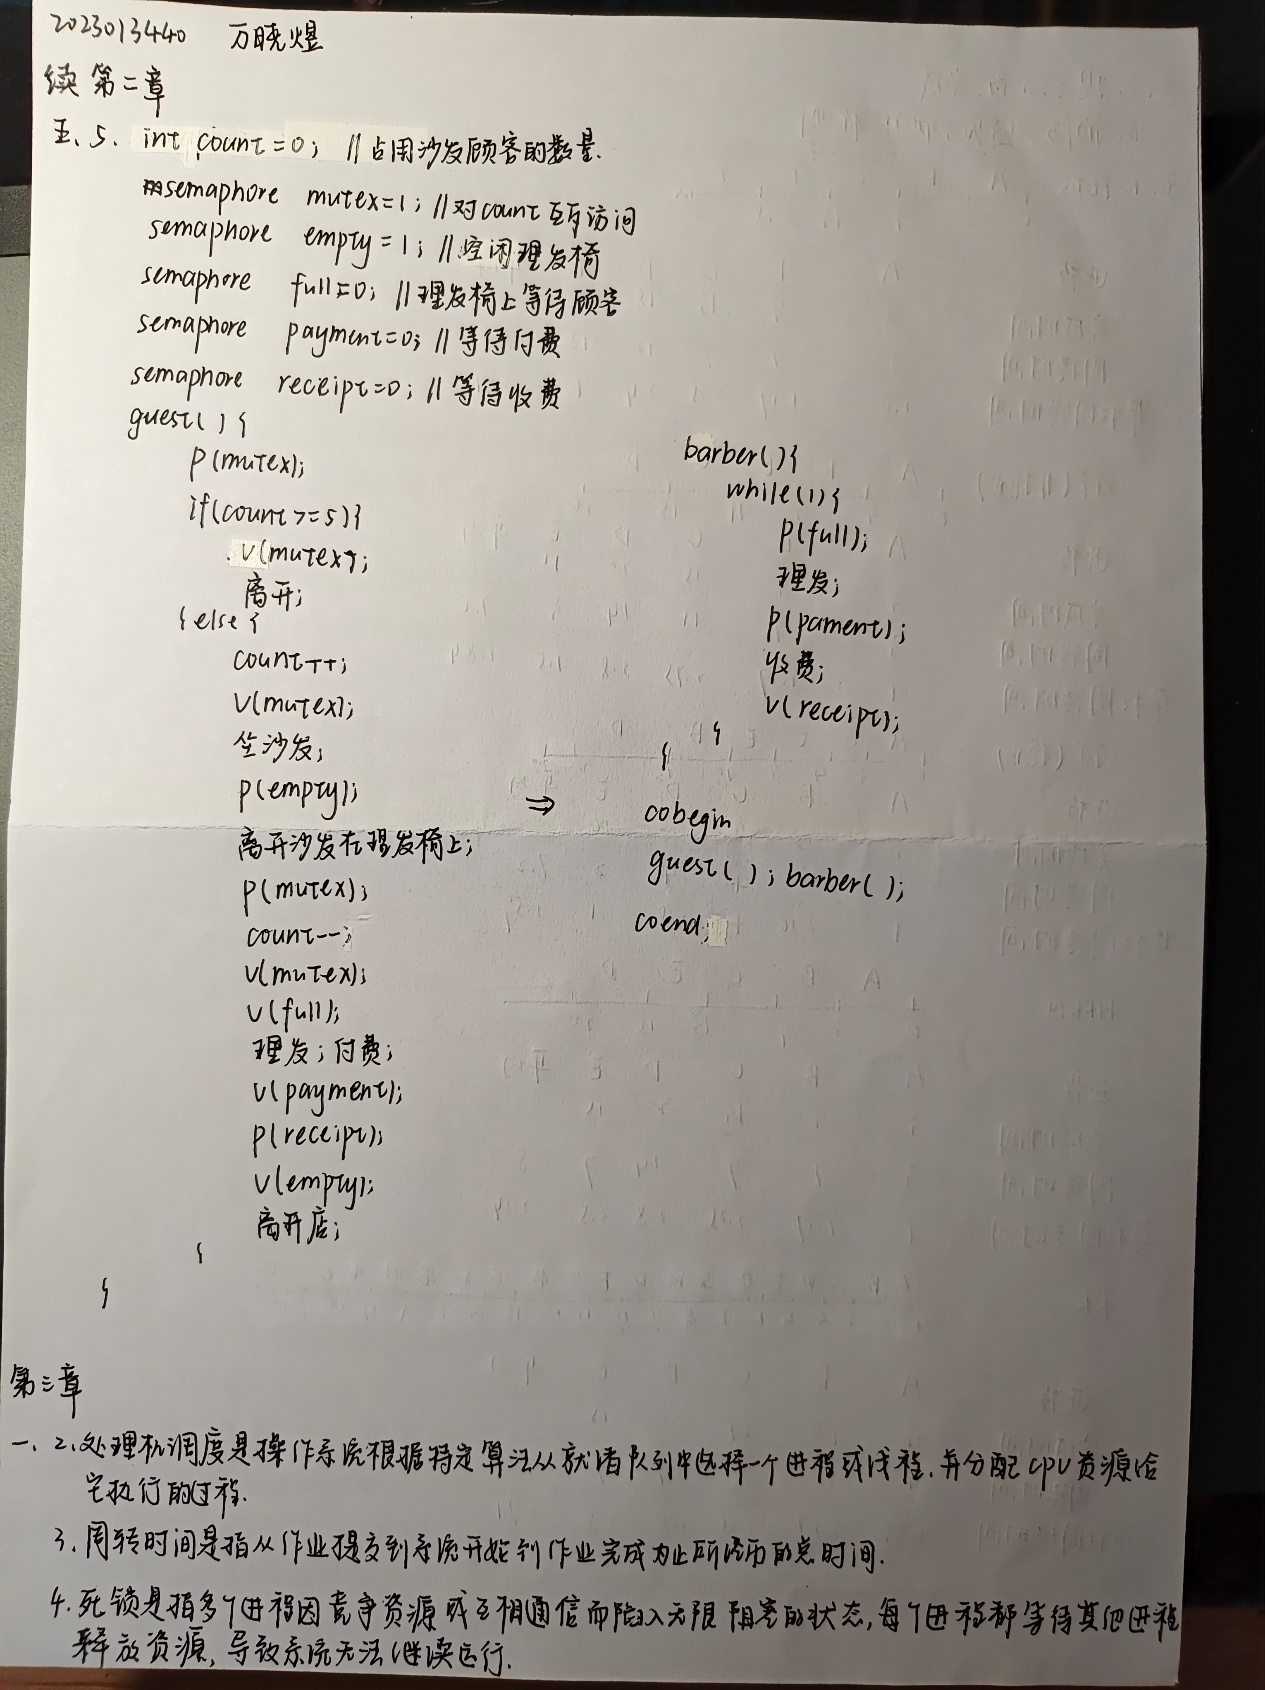 2023013440 万晓煜
续第二章
五、5. int count=0; //占用沙发顾客的数量.
semaphore mutex=1; //对count互斥访问
semaphore empty=1; //空闲理发椅
semaphore full=0; //理发椅上等待顾客
semaphore payment=0; //等待付费
semaphore receipt=0; //等待收费
guest(){
p(mutex);
if(count>=5){
v(mutex);
离开;
}else{
count++;
v(mutex);
坐沙发;
p(empty);
离开沙发在理发椅上;
p(mutex);
count--;
v(mutex);
v(full);
理发;付费;
v(payment);
p(receipt);
v(empty);
离开店;
}
}
barber(){
while(1){
p(full);
理发;
p(pament);
收费;
v(receipt);
}
}
⇒ cobegin
guest();barber();
coend;
第三章
一、2.处理机调度是操作系统根据特定算法从就绪队列中选择一个进程或线程.并分配CPU资源给
它执行的过程.
3.周转时间是指从作业提交到系统开始到作业完成为止所经历的总时间.
4.死锁是指多个进程因竞争资源或互相通信而陷入无限阻塞的状态,每个进程都等待其他进程
释放资源,导致系统无法继续运行.